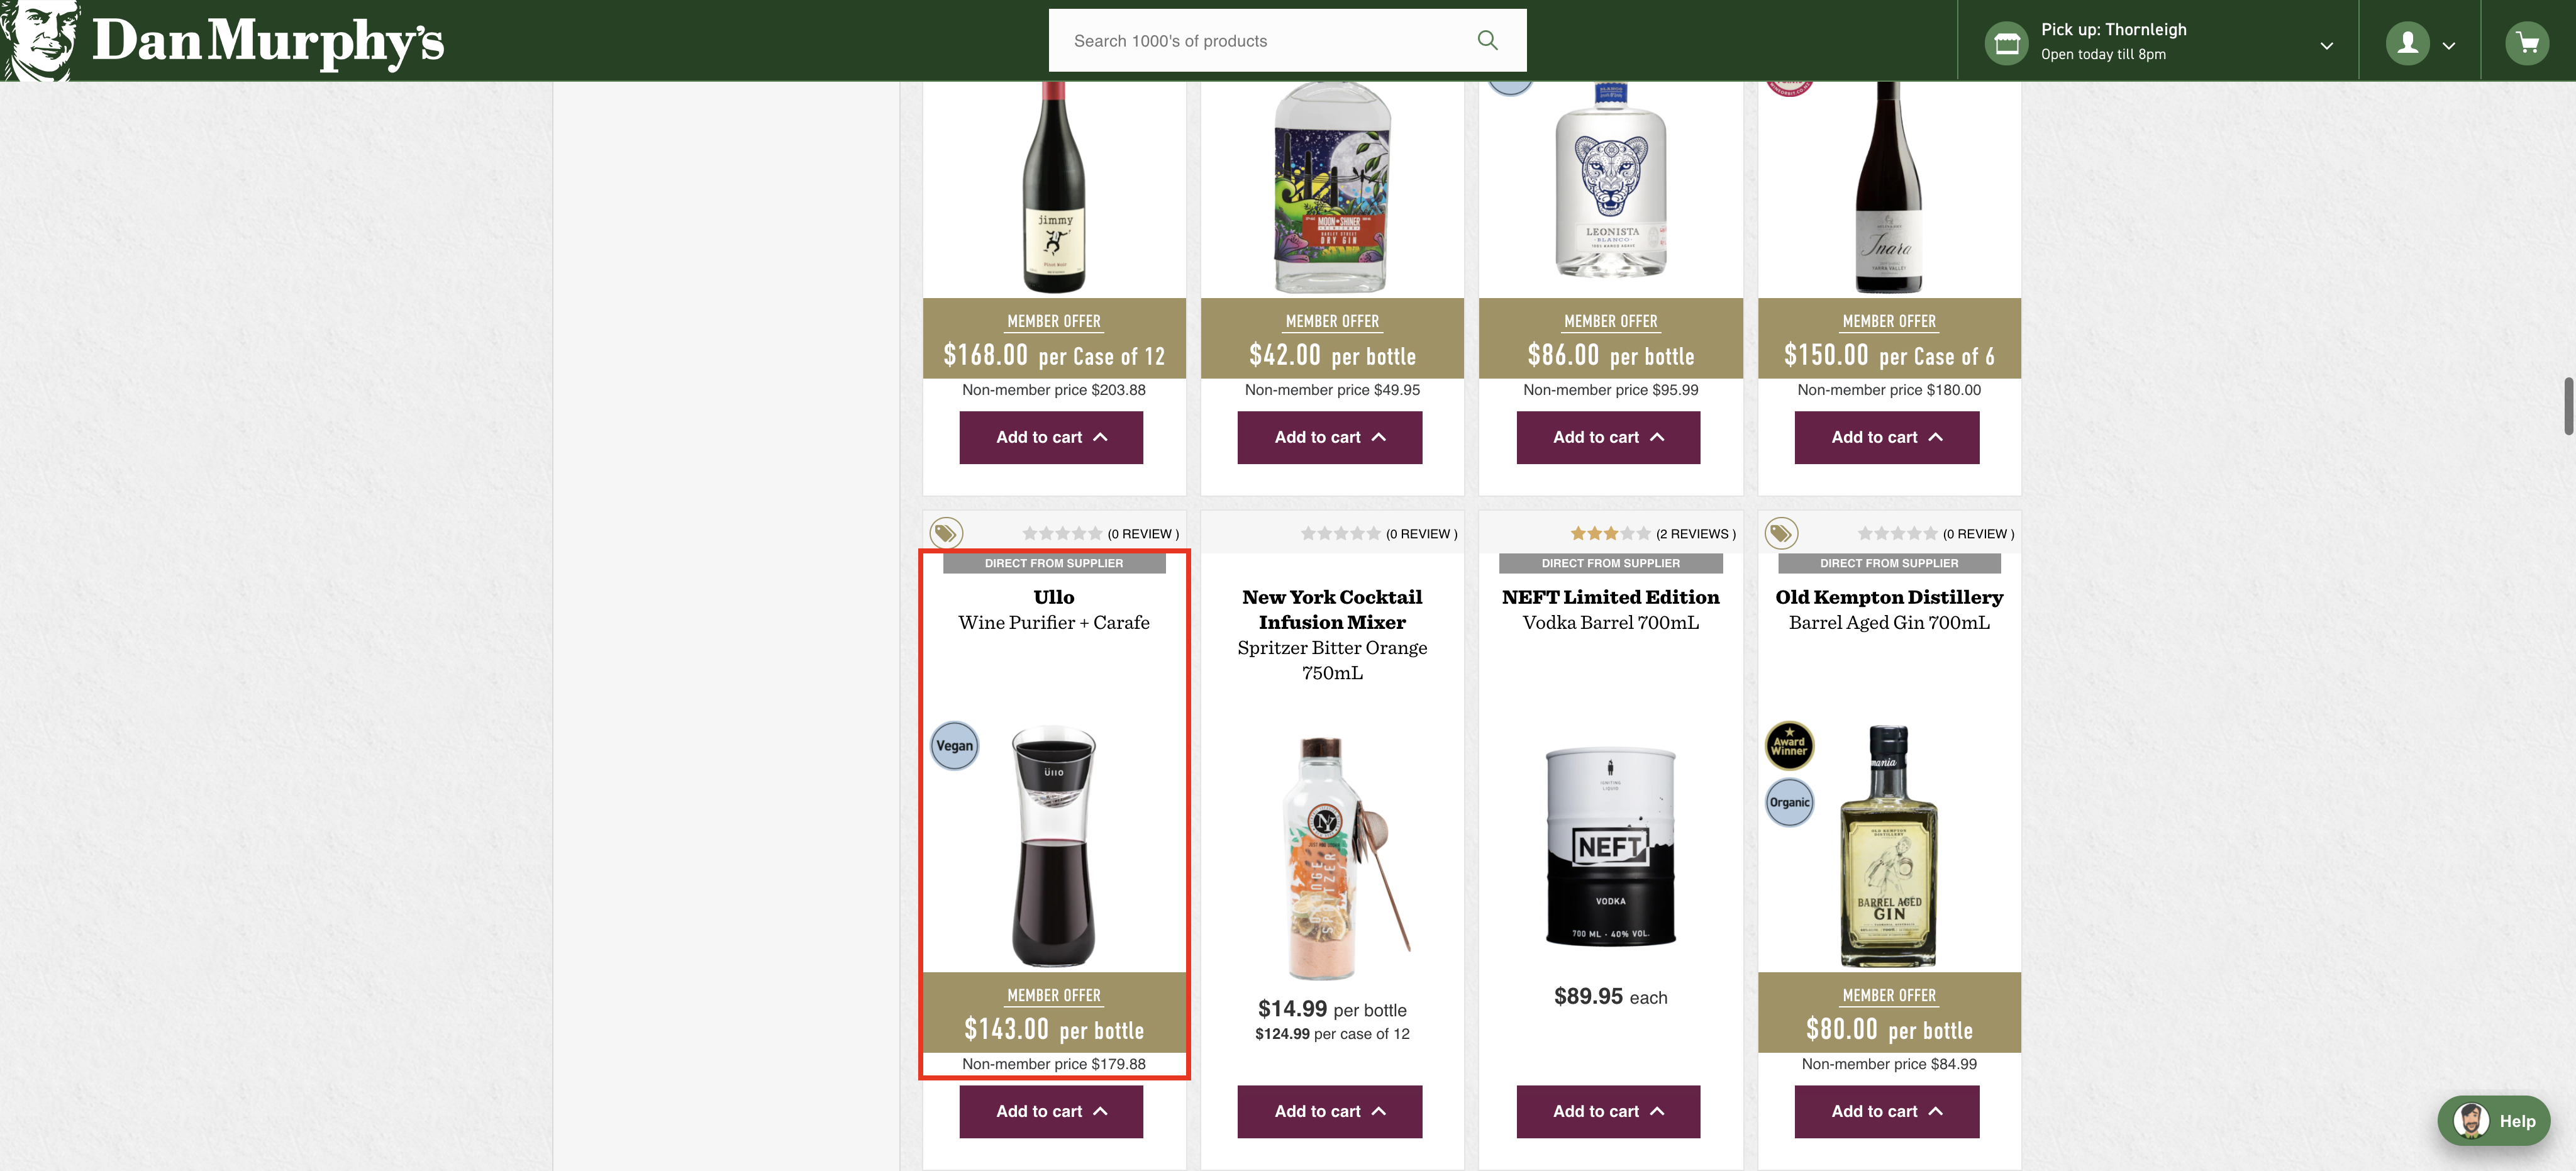 Dan Murphy's
Search 1000's of products
Pick up: Thornleigh
Open today till 8pm
jimmy
MOON SHINER
DRY GIN
LEONISTA
BLANCO
Inara
YARRA VALLEY
MEMBER OFFER
$168.00 per Case of 12
Non-member price $203.88
Add to cart
MEMBER OFFER
$42.00 per bottle
Non-member price $49.95
Add to cart
MEMBER OFFER
$86.00 per bottle
Non-member price $95.99
Add to cart
MEMBER OFFER
$150.00 per Case of 6
Non-member price $180.00
Add to cart
(0 REVIEW )
DIRECT FROM SUPPLIER
Ullo
Wine Purifier + Carafe
Vegan
üllo
MEMBER OFFER
$143.00 per bottle
Non-member price $179.88
Add to cart
(0 REVIEW )
New York Cocktail
Infusion Mixer
Spritzer Bitter Orange
750mL
NY
$14.99 per bottle
$124.99 per case of 12
Add to cart
(2 REVIEWS )
DIRECT FROM SUPPLIER
NEFT Limited Edition
Vodka Barrel 700mL
NEFT
VODKA
700 ML - 40% VOL.
$89.95 each
Add to cart
(0 REVIEW )
DIRECT FROM SUPPLIER
Old Kempton Distillery
Barrel Aged Gin 700mL
Award
Winner
Organic
OLD KEMPTON
DISTILLERY
BARREL AGED
GIN
MEMBER OFFER
$80.00 per bottle
Non-member price $84.99
Add to cart
Help